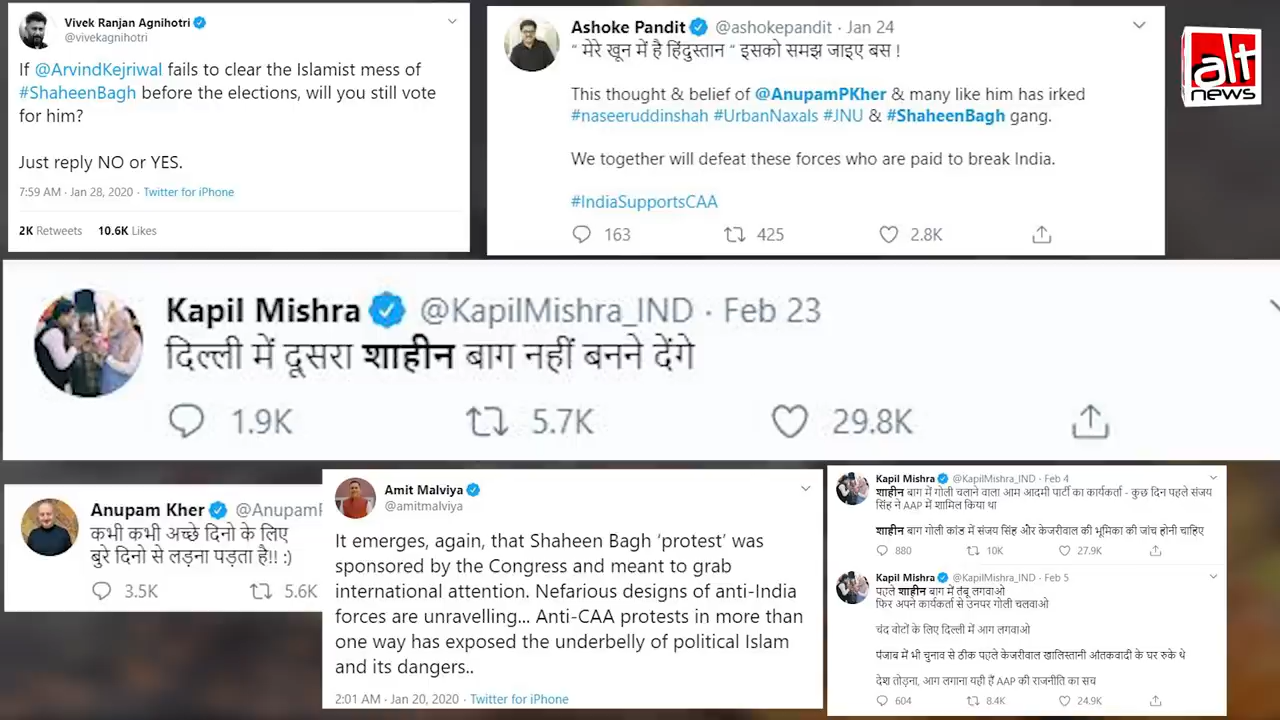 Vivek Ranjan Agnihotri
@vivekagnihotri
If @ArvindKejriwal fails to clear the Islamist mess of
#ShaheenBagh before the elections, will you still vote
for him?
Just reply NO or YES.
7:59 AM · Jan 28, 2020 · Twitter for iPhone
2K Retweets 10.6K Likes
Ashoke Pandit @ashokepandit · Jan 24
“ मेरे खून में है हिंदुस्तान “ इसको समझ जाइए बस !
This thought & belief of @AnupamPKher & many like him has irked
#naseeruddinshah #UrbanNaxals #JNU & #ShaheenBagh gang.
We together will defeat these forces who are paid to break India.
#IndiaSupportsCAA
163 425 2.8K
alt
news
Kapil Mishra @KapilMishra_IND · Feb 23
दिल्ली में दूसरा शाहीन बाग नहीं बनने देंगे
1.9K 5.7K 29.8K
Anupam Kher @AnupamF
कभी कभी अच्छे दिनो के लिए
बुरे दिनो से लड़ना पड़ता है!! :)
3.5K 5.6K
Amit Malviya
@amitmalviya
It emerges, again, that Shaheen Bagh ‘protest’ was
sponsored by the Congress and meant to grab
international attention. Nefarious designs of anti-India
forces are unravelling... Anti-CAA protests in more than
one way has exposed the underbelly of political Islam
and its dangers..
2:01 AM · Jan 20, 2020 · Twitter for iPhone
Kapil Mishra @KapilMishra_IND · Feb 4
शाहीन बाग में गोली चलाने वाला आम आदमी पार्टी का कार्यकर्ता - कुछ दिन पहले संजय
सिंह ने AAP में शामिल किया था
शाहीन बाग गोली कांड में संजय सिंह और केजरीवाल की भूमिका की जांच होनी चाहिए
880 10K 27.9K
Kapil Mishra @KapilMishra_IND · Feb 5
पहले शाहीन बाग में तंबू लगवाओ
फिर अपने कार्यकर्ता से उनपर गोली चलवाओ
चंद वोटों के लिए दिल्ली में आग लगवाओ
पंजाब में भी चुनाव से ठीक पहले केजरीवाल खालिस्तानी आतंकवादी के घर रुके थे
देश तोड़ना, आग लगाना यही हैं AAP की राजनीति का सच
604 8.4K 24.9K